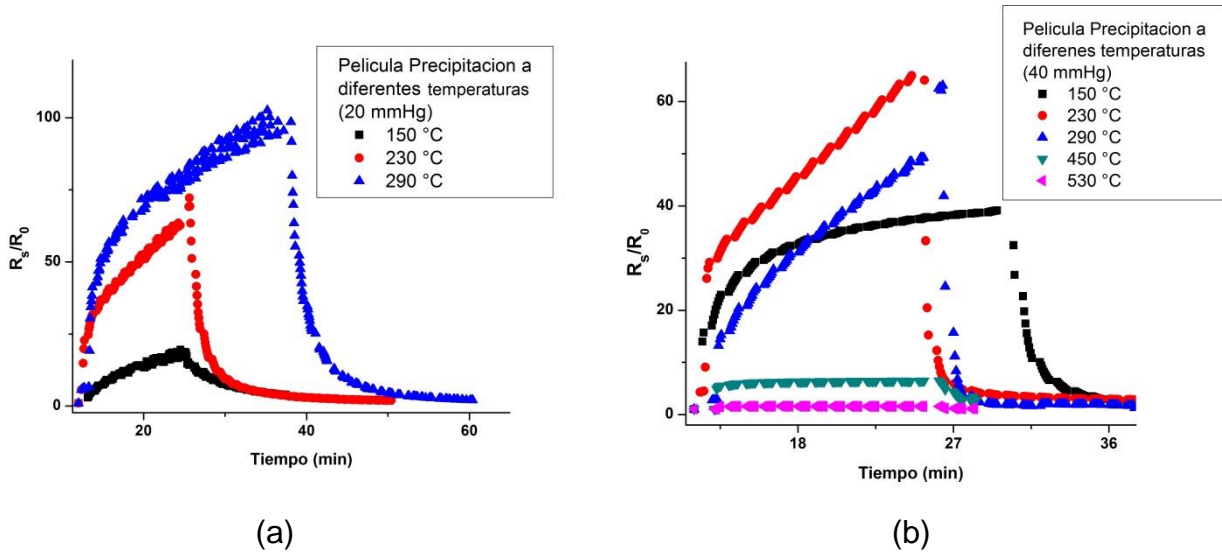 Pelicula Precipitacion a
diferentes temperaturas
(20 mmHg)
150 °C
230 °C
290 °C
100
50
0
20
40
60
R_s/R_0
Tiempo (min)
(a)
Pelicula Precipitacion a
diferenes temperaturas
(40 mmHg)
150 °C
230 °C
290 °C
450 °C
530 °C
60
40
20
0
18
27
36
R_s/R_0
Tiempo (min)
(b)